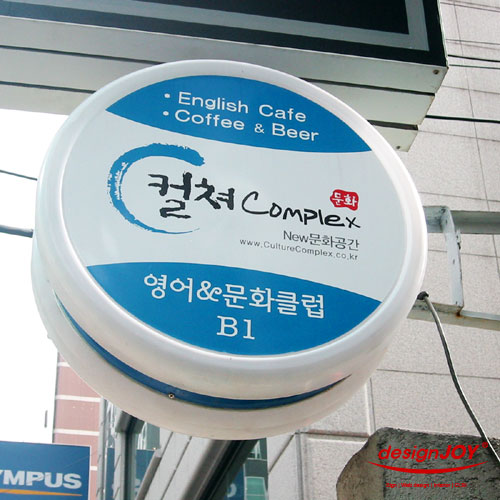 • English Cafe
• Coffee & Beer
컬쳐 Complex
문화
New문화공간
www.CultureComplex.co.kr
영어&문화클럽
B1
YMPUS
designJOY